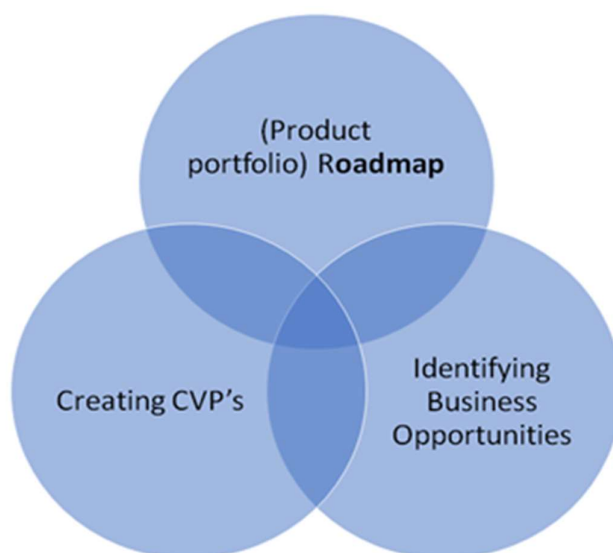 (Product
portfolio) Roadmap
Creating CVP's
Identifying
Business
Opportunities